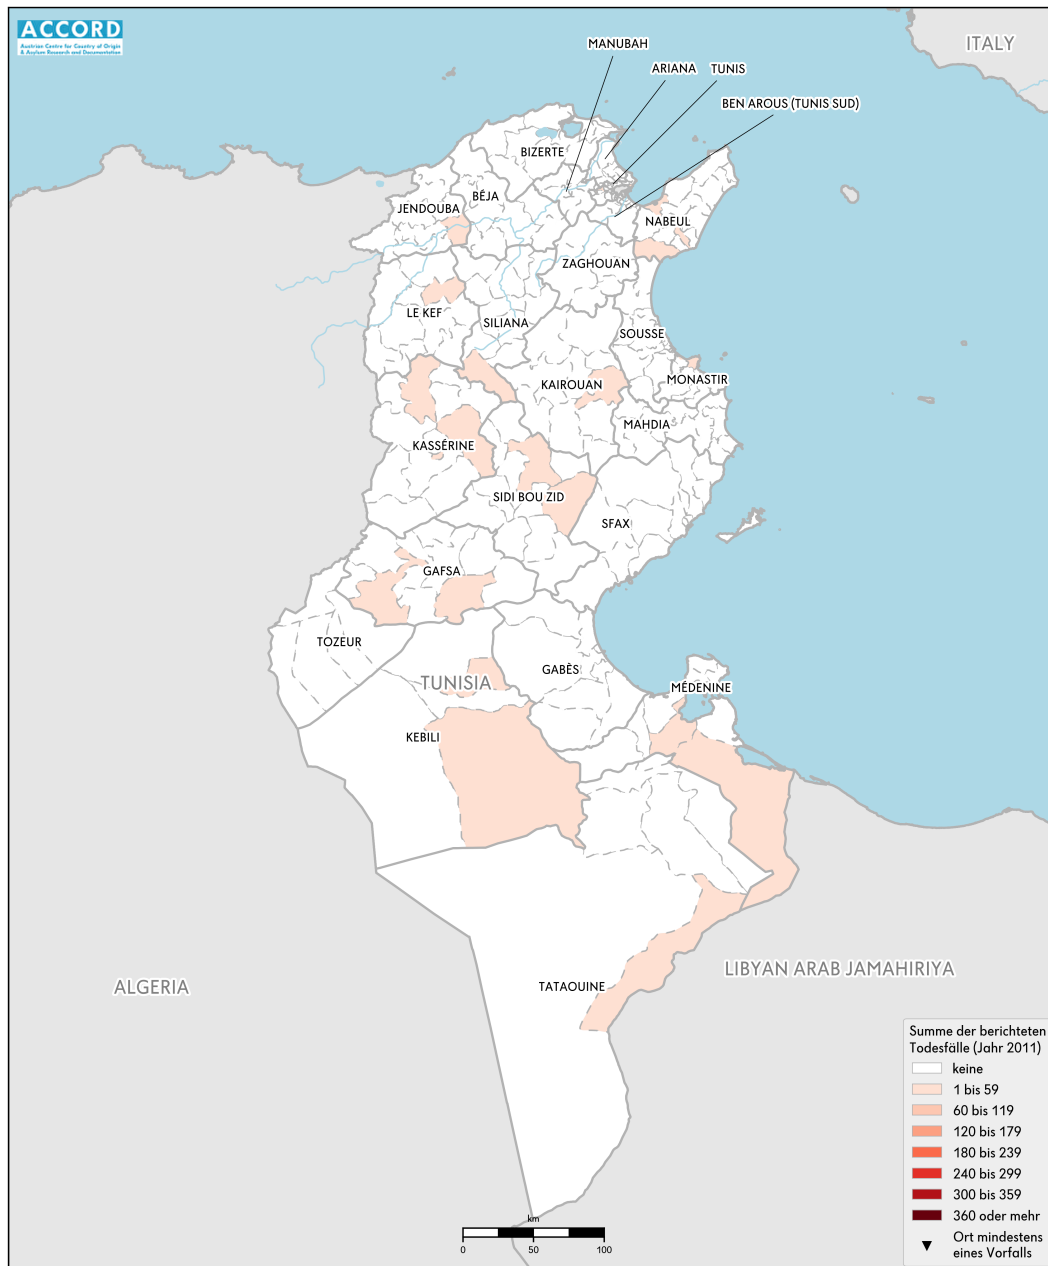 ACCORD
Austrian Centre for Country of Origin
& Asylum Research and Documentation
ITALY
MANUBAH
ARIANA
TUNIS
BEN AROUS (TUNIS SUD)
BIZERTE
BÉJA
JENDOUBA
NABEUL
ZAGHOUAN
LE KEF
SILIANA
SOUSSE
KAIROUAN
MONASTIR
MAHDIA
KASSÉRINE
SIDI BOU ZID
SFAX
GAFSA
TOZEUR
GABÈS
TUNISIA
MÉDENINE
KEBILI
ALGERIA
LIBYAN ARAB JAMAHIRIYA
TATAOUINE
Summe der berichteten
Todesfälle (Jahr 2011)
keine
1 bis 59
60 bis 119
120 bis 179
180 bis 239
240 bis 299
300 bis 359
360 oder mehr
Ort mindestens
eines Vorfalls
km
0 50 100